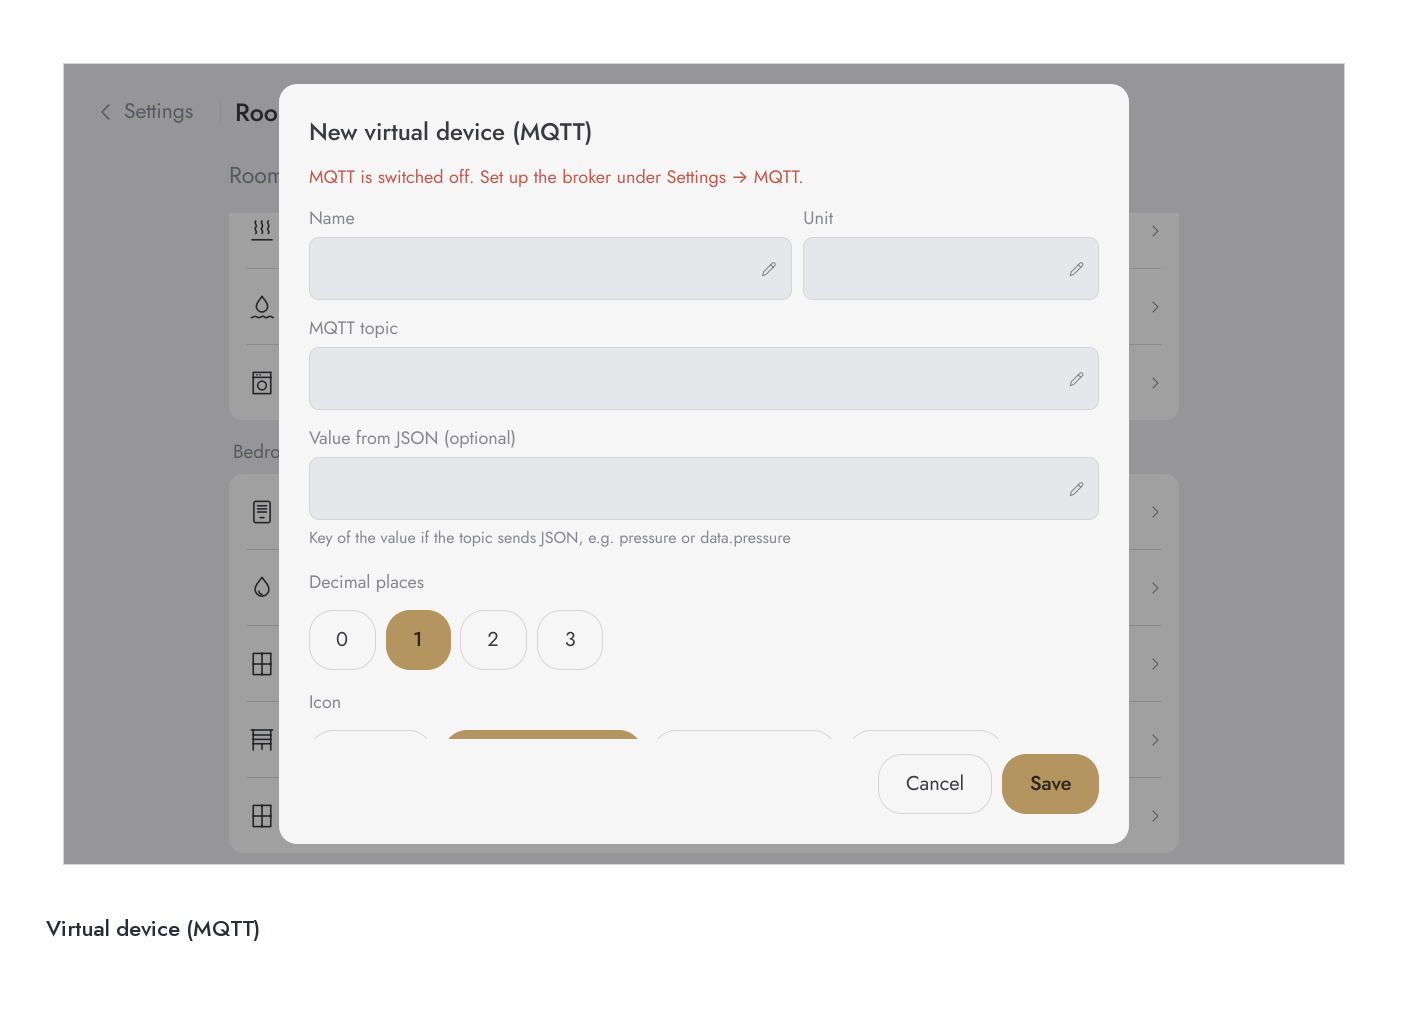 Settings
Roo
New virtual device (MQTT)
MQTT is switched off. Set up the broker under Settings → MQTT.
Room
Name
Unit
MQTT topic
Value from JSON (optional)
Bedro
Key of the value if the topic sends JSON, e.g. pressure or data.pressure
Decimal places
0 1 2 3
Icon
Cancel
Save
Virtual device (MQTT)